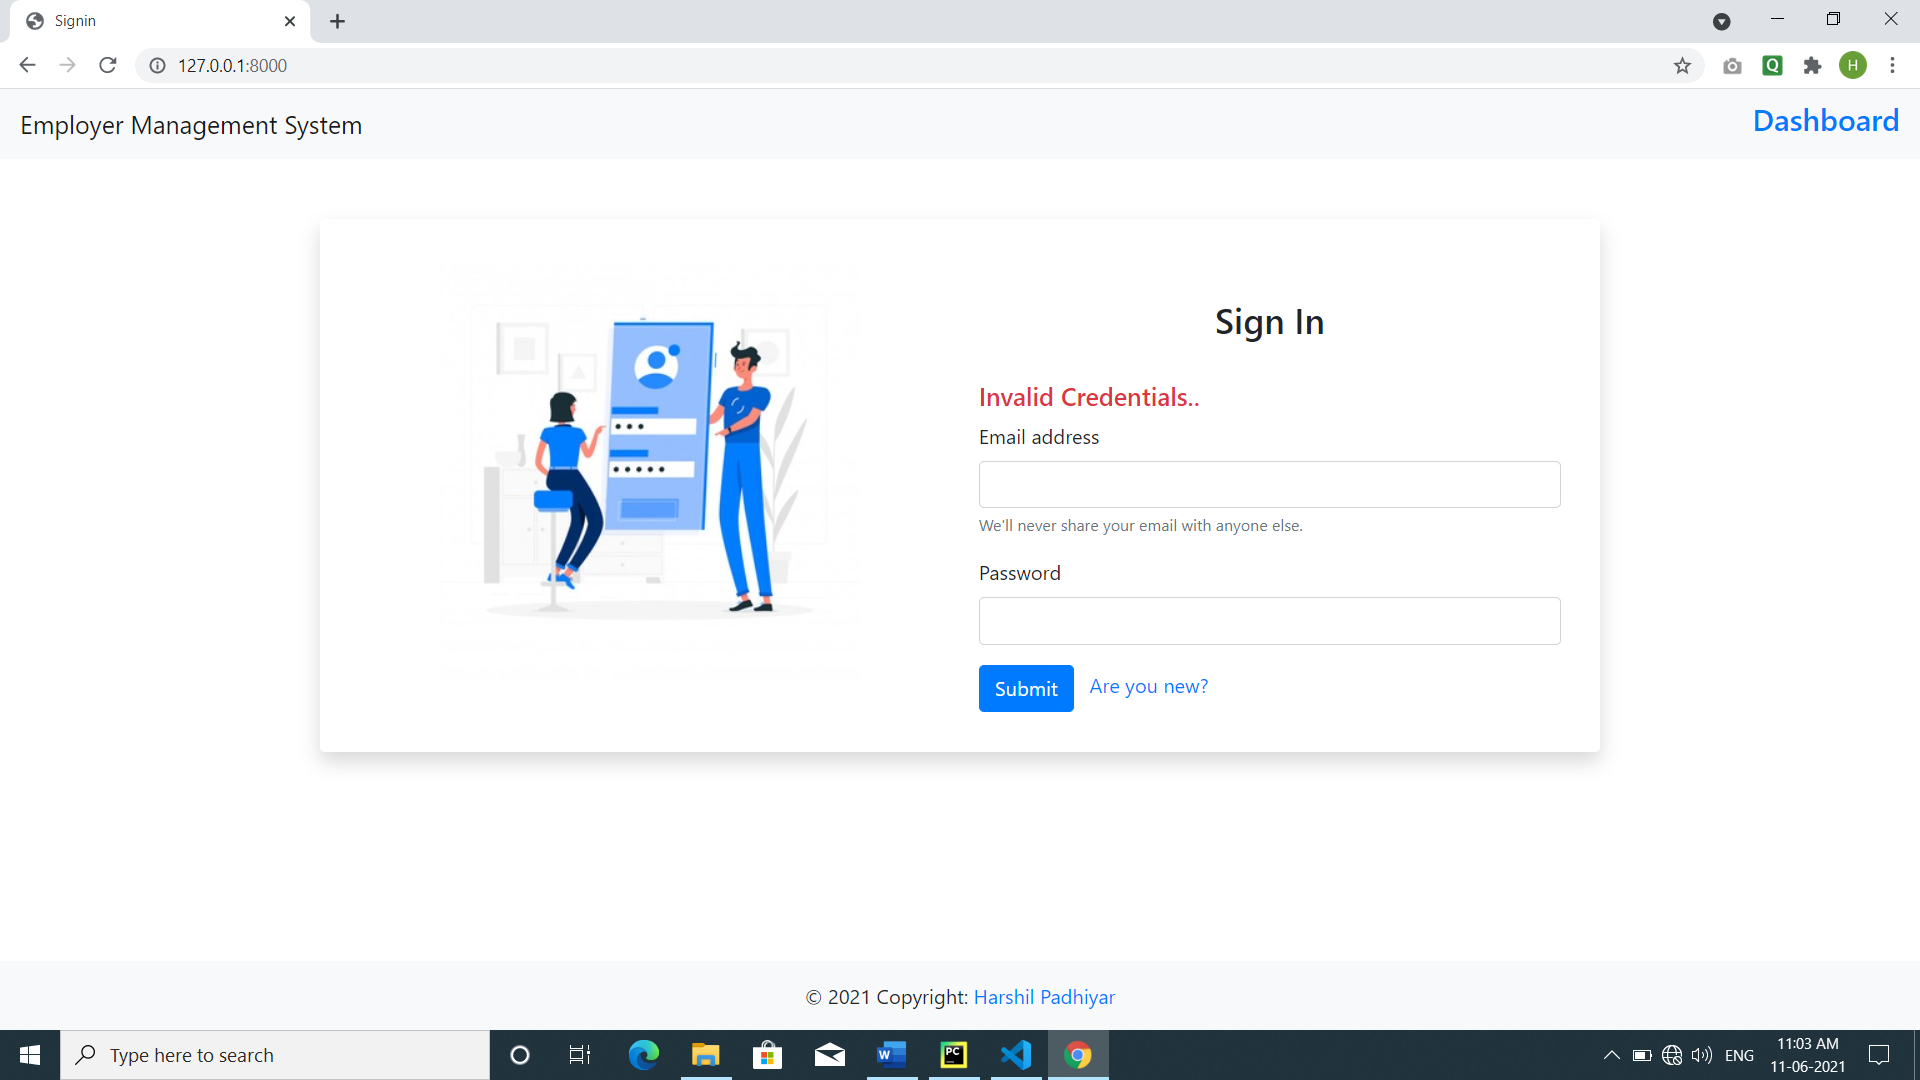 Signin
127.0.0.1:8000
H
Employer Management System
Dashboard
Sign In
Invalid Credentials..
Email address
We'll never share your email with anyone else.
Password
Submit
Are you new?
© 2021 Copyright: Harshil Padhiyar
Type here to search
ENG
11:03 AM
11-06-2021